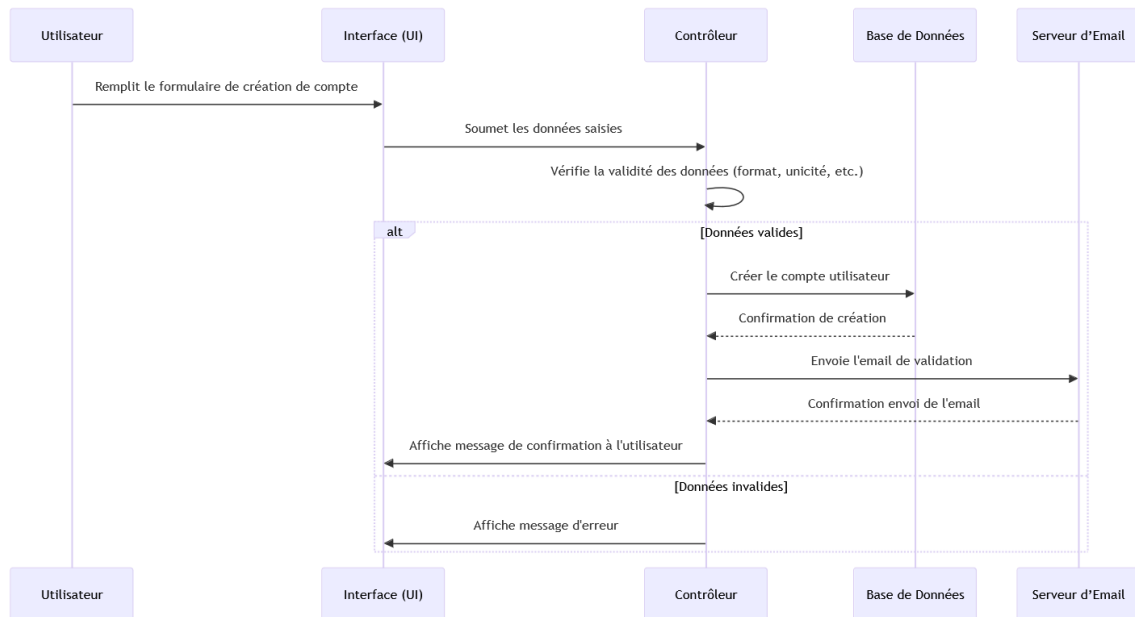 Utilisateur
Interface (UI)
Contrôleur
Base de Données
Serveur d’Email
Remplit le formulaire de création de compte
Soumet les données saisies
Vérifie la validité des données (format, unicité, etc.)
alt
[Données valides]
Créer le compte utilisateur
Confirmation de création
Envoie l'email de validation
Confirmation envoi de l'email
Affiche message de confirmation à l'utilisateur
[Données invalides]
Affiche message d'erreur
Utilisateur
Interface (UI)
Contrôleur
Base de Données
Serveur d’Email